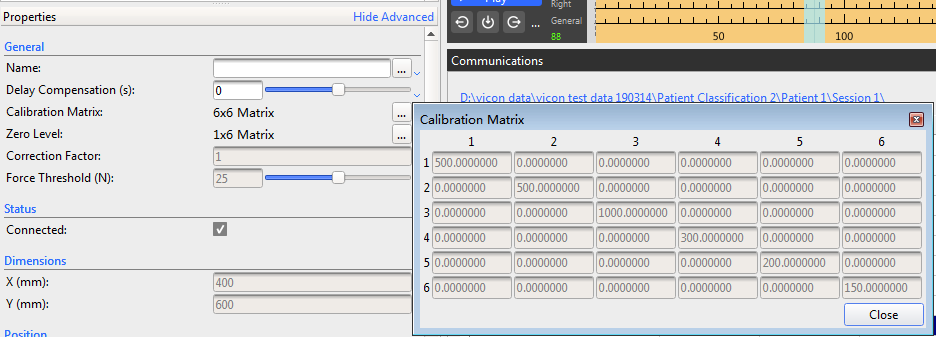 Properties
Hide Advanced
General
Name:
...
Delay Compensation (s):
0
Calibration Matrix:
6x6 Matrix
...
Zero Level:
1x6 Matrix
...
Correction Factor:
1
Force Threshold (N):
25
Status
Connected:
Dimensions
X (mm):
400
Y (mm):
600
Position
Play
...
Right
General
88
50
100
Communications
D:\vicon data\vicon test data 190314\Patient Classification 2\Patient 1\Session 1\
Calibration Matrix
1 2 3 4 5 6
1 500.0000000 0.0000000 0.0000000 0.0000000 0.0000000 0.0000000
2 0.0000000 500.0000000 0.0000000 0.0000000 0.0000000 0.0000000
3 0.0000000 0.0000000 1000.0000000 0.0000000 0.0000000 0.0000000
4 0.0000000 0.0000000 0.0000000 300.0000000 0.0000000 0.0000000
5 0.0000000 0.0000000 0.0000000 0.0000000 200.0000000 0.0000000
6 0.0000000 0.0000000 0.0000000 0.0000000 0.0000000 150.0000000
Close